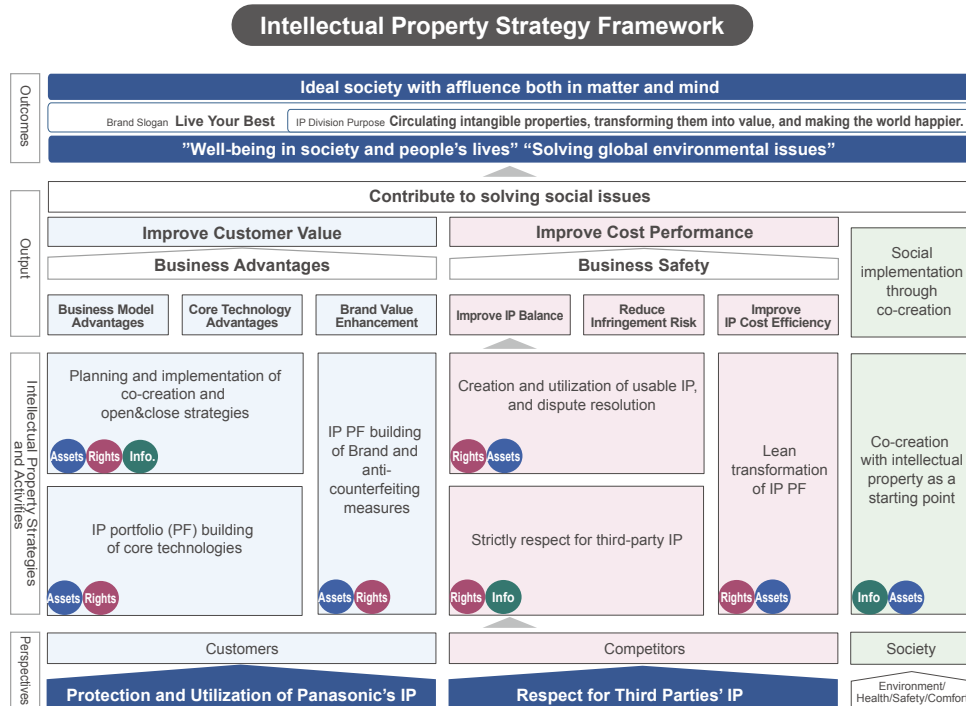 Intellectual Property Strategy Framework
Outcomes
Ideal society with affluence both in matter and mind
Brand Slogan Live Your Best
IP Division Purpose Circulating intangible properties, transforming them into value, and making the world happier.
”Well-being in society and people’s lives” “Solving global environmental issues”
Output
Contribute to solving social issues
Improve Customer Value
Business Advantages
Business Model
Advantages
Core Technology
Advantages
Brand Value
Enhancement
Improve Cost Performance
Business Safety
Improve IP Balance
Reduce
Infringement Risk
Improve
IP Cost Efficiency
Social
implementation
through
co-creation
Intellectual Property Strategies
and Activities
Planning and implementation of
co-creation and
open&close strategies
Assets Rights Info.
IP portfolio (PF) building
of core technologies
Assets Rights
IP PF building
of Brand and
anti-
counterfeiting
measures
Assets Rights
Creation and utilization of usable IP,
and dispute resolution
Rights Assets
Strictly respect for third-party IP
Rights Info
Lean
transformation
of IP PF
Rights Assets
Co-creation
with intellectual
property as a
starting point
Info Assets
Perspectives
Customers
Competitors
Society
Protection and Utilization of Panasonic’s IP
Respect for Third Parties’ IP
Environment/
Health/Safety/Comfort